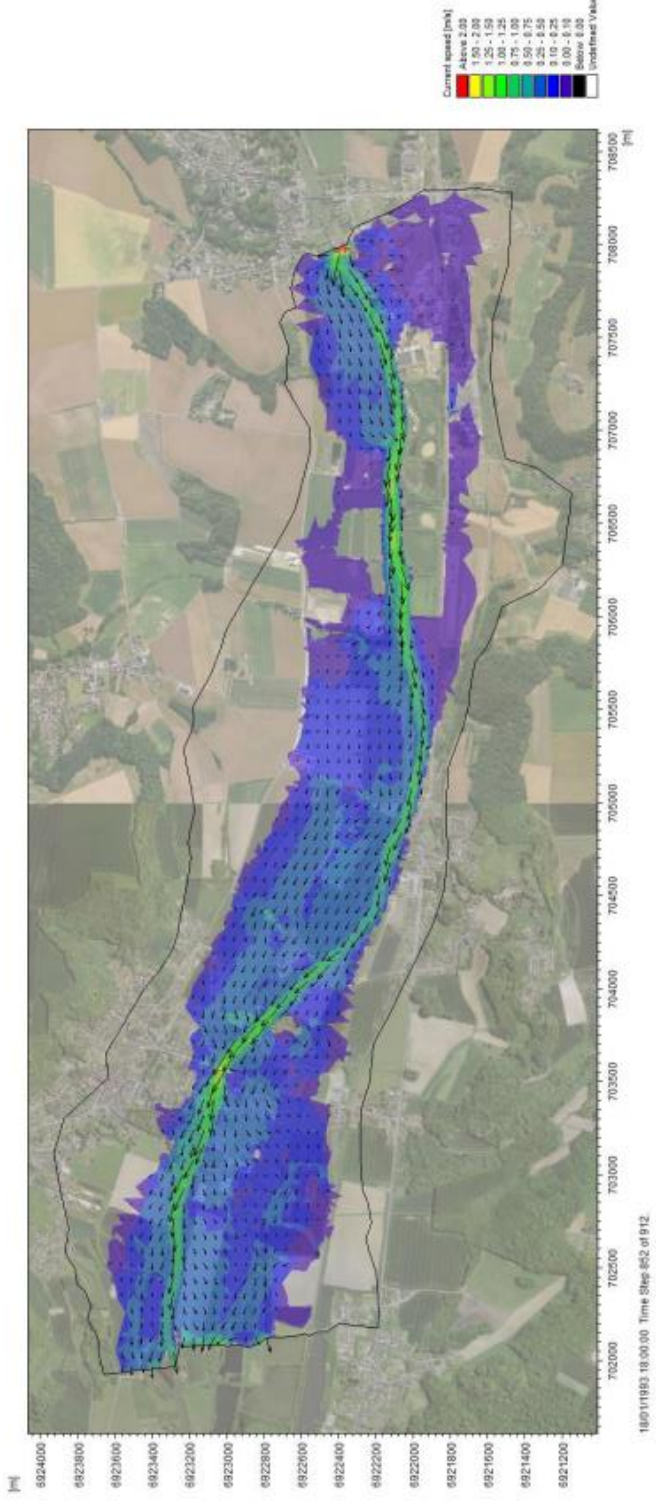 Current speed [m/s]
Above 2.00
1.50 - 2.00
1.25 - 1.50
1.00 - 1.25
0.75 - 1.00
0.50 - 0.75
0.25 - 0.50
0.10 - 0.25
0.00 - 0.10
Below 0.00
Undefined Value
[m]
6924000
6923800
6923600
6923400
6923200
6923000
6922800
6922600
6922400
6922200
6922000
6921800
6921600
6921400
6921200
702000
702500
703000
703500
704000
704500
705000
705500
706000
706500
707000
707500
708000
708500
[m]
18/01/1993 18:00:00 Time Step 852 of 912.